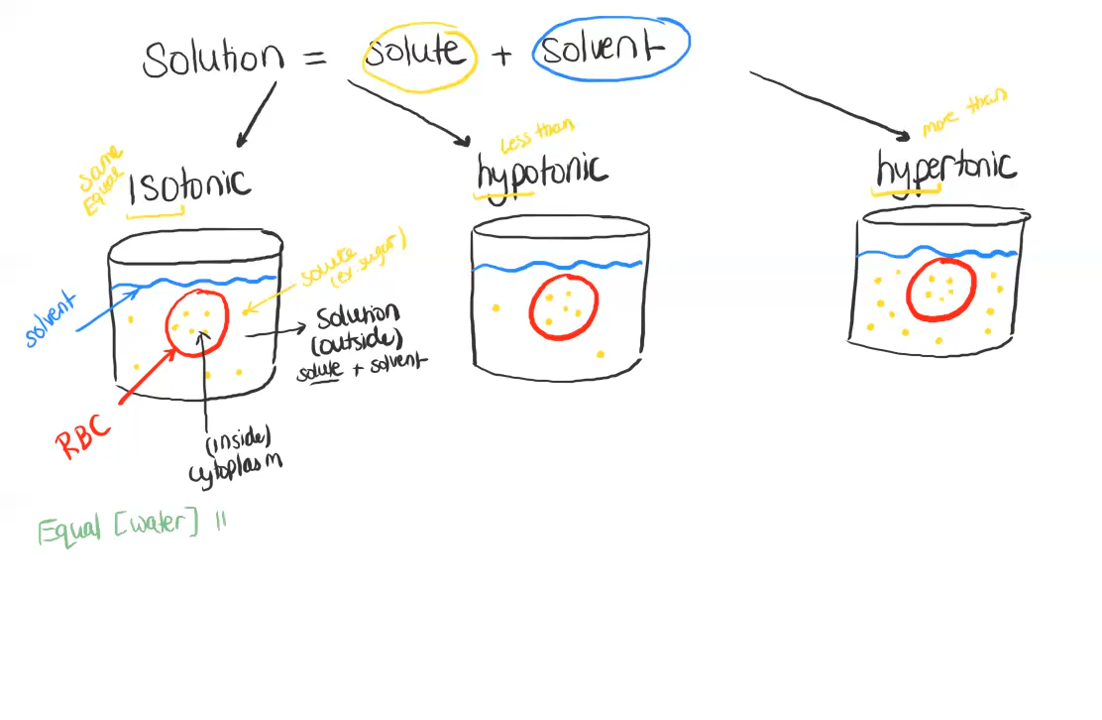 Solution = solute + solvent
same
Equal
Isotonic
Less than
hypotonic
more than
hypertonic
solvent
solute
(ex. sugar)
Solution
(outside)
solute + solvent
RBC
(inside)
cytoplasm
Equal [water] 11